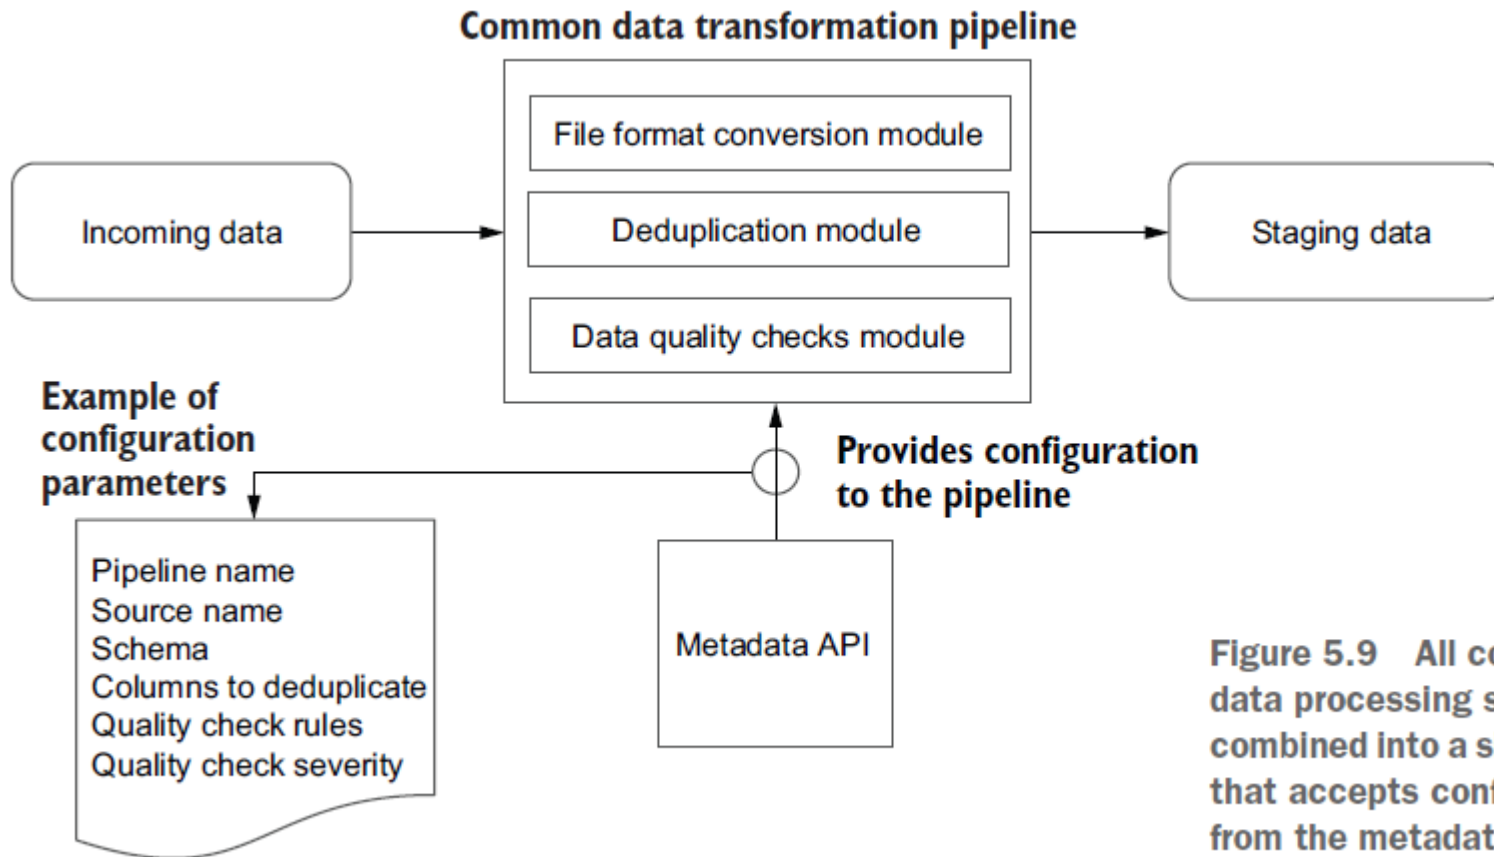 Common data transformation pipeline
File format conversion module
Incoming data
Deduplication module
Staging data
Data quality checks module
Example of
configuration
parameters
Provides configuration
to the pipeline
Pipeline name
Source name
Schema
Columns to deduplicate
Quality check rules
Quality check severity
Metadata API
Figure 5.9 All
data processing
combined into a
that accepts
from the